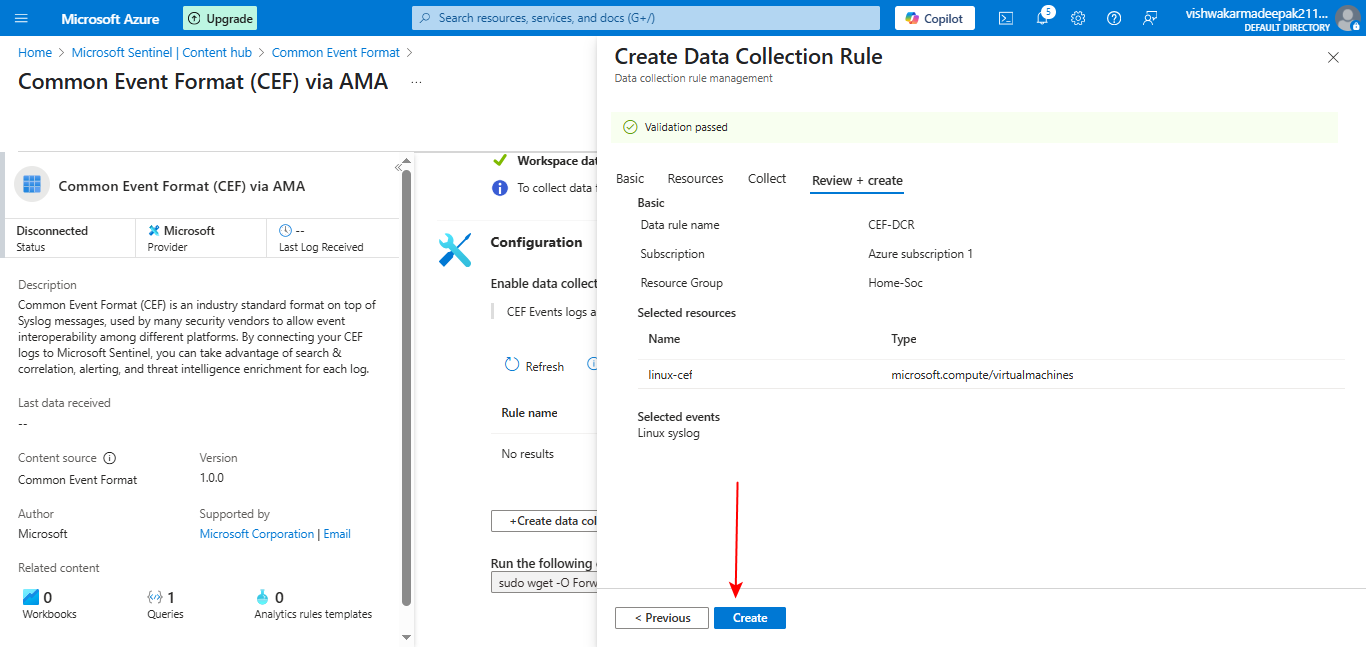 Microsoft Azure
Upgrade
Search resources, services, and docs (G+/)
Copilot
5
vishwakarmadeepak211...
DEFAULT DIRECTORY
Home > Microsoft Sentinel | Content hub > Common Event Format >
Common Event Format (CEF) via AMA ...
Common Event Format (CEF) via AMA
Disconnected
Status
Microsoft
Provider
--
Last Log Received
Description
Common Event Format (CEF) is an industry standard format on top of
Syslog messages, used by many security vendors to allow event
interoperability among different platforms. By connecting your CEF
logs to Microsoft Sentinel, you can take advantage of search &
correlation, alerting, and threat intelligence enrichment for each log.
Last data received
--
Content source
Common Event Format
Version
1.0.0
Author
Microsoft
Supported by
Microsoft Corporation | Email
Related content
0
Workbooks
1
Queries
0
Analytics rules templates
Workspace dat
To collect data
Configuration
Enable data collect
CEF Events logs a
Refresh
Rule name
No results
+Create data col
Run the following
sudo wget -O Forw
Create Data Collection Rule
Data collection rule management
Validation passed
Basic Resources Collect Review + create
Basic
Data rule name CEF-DCR
Subscription Azure subscription 1
Resource Group Home-Soc
Selected resources
Name Type
linux-cef microsoft.compute/virtualmachines
Selected events
Linux syslog
< Previous Create